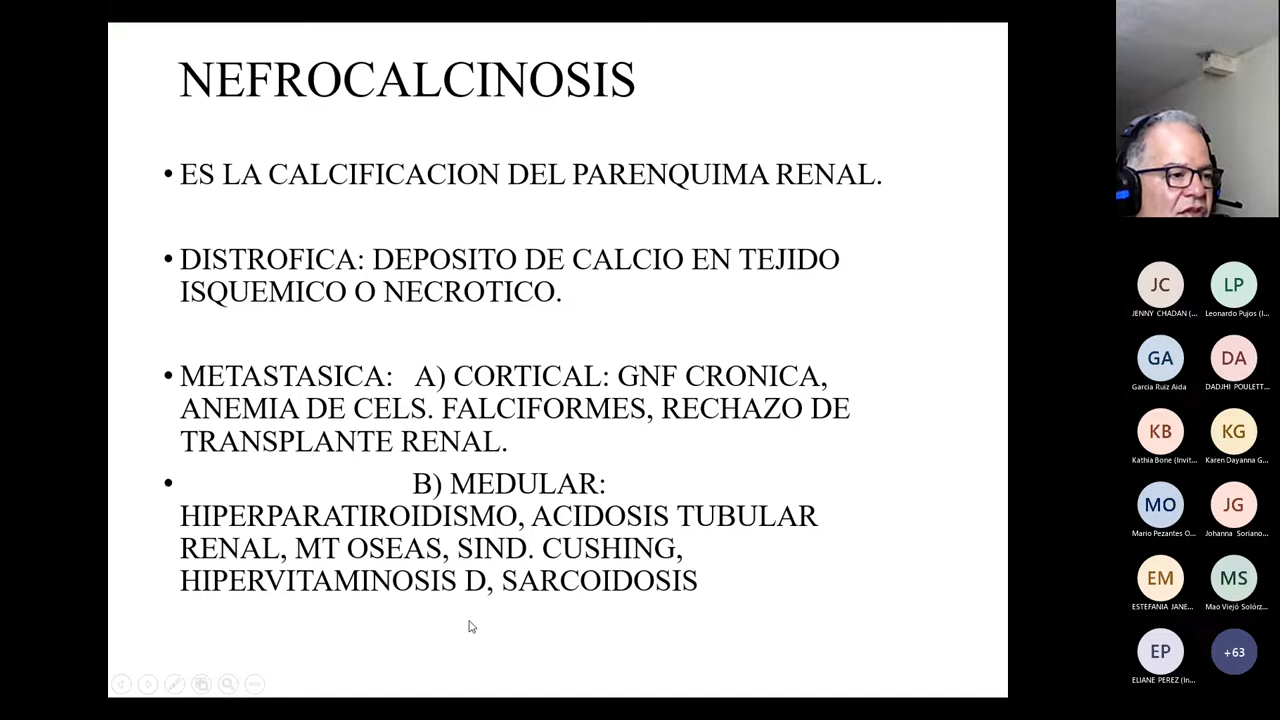 NEFROCALCINOSIS
• ES LA CALCIFICACION DEL PARENQUIMA RENAL.
• DISTROFICA: DEPOSITO DE CALCIO EN TEJIDO
ISQUEMICO O NECROTICO.
• METASTASICA: A) CORTICAL: GNF CRONICA,
ANEMIA DE CELS. FALCIFORMES, RECHAZO DE
TRANSPLANTE RENAL.
• B) MEDULAR:
HIPERPARATIROIDISMO, ACIDOSIS TUBULAR
RENAL, MT OSEAS, SIND. CUSHING,
HIPERVITAMINOSIS D, SARCOIDOSIS
JC LP
JENNY CHADAN (... Leonardo Pujos (I...
GA DA
Garcia Ruiz Aida DADJHI POULETT...
KB KG
Kathia Bone (Invit... Karen Dayanna G...
MO JG
Mario Pezantes O... Johanna Soriano...
EM MS
ESTEFANIA JANE... Mao Viejó Solórz...
EP +63
ELIANE PEREZ (In...